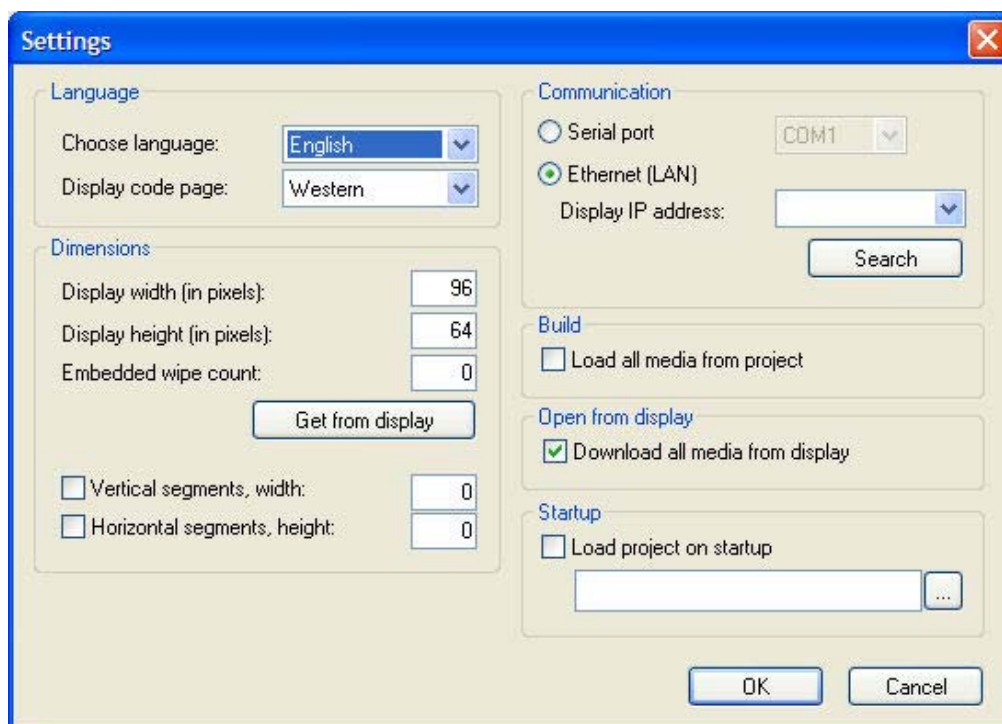 Settings
Language
Choose language: English
Display code page: Western
Dimensions
Display width (in pixels): 96
Display height (in pixels): 64
Embedded wipe count: 0
Get from display
Vertical segments, width: 0
Horizontal segments, height: 0
Communication
Serial port COM1
Ethernet (LAN)
Display IP address:
Search
Build
Load all media from project
Open from display
Download all media from display
Startup
Load project on startup
...
OK Cancel